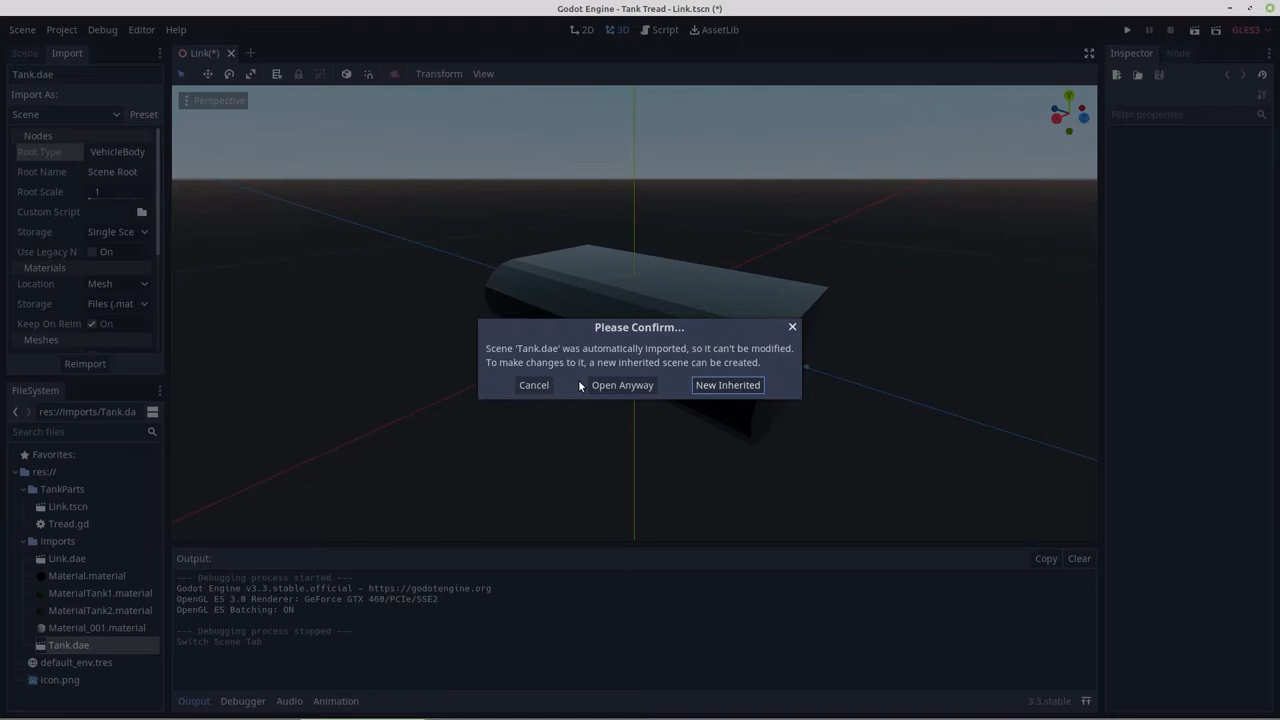 Godot Engine - Tank Tread - Link.tscn (*)
Scene Project Debug Editor Help
2D 3D Script AssetLib
GLES3
Scene Import
Link(*)
Inspector Node
Tank.dae
Transform View
Import As:
Scene Preset
Perspective
Y
Z
Filter properties
Nodes
Root Type VehicleBody
Root Name Scene Root
Root Scale 1
Custom Script
Storage Single Sce
Use Legacy N On
Materials
Location Mesh
Storage Files (.mat
Keep On Reim On
Meshes
Reimport
Please Confirm...
Scene 'Tank.dae' was automatically imported, so it can't be modified.
To make changes to it, a new inherited scene can be created.
Cancel Open Anyway New Inherited
FileSystem
res://imports/Tank.da
Search files
Favorites:
res://
TankParts
Link.tscn
Tread.gd
imports
Link.dae
Material.material
MaterialTank1.material
MaterialTank2.material
Material_001.material
Tank.dae
default_env.tres
icon.png
Output:
Copy Clear
--- Debugging process started ---
Godot Engine v3.3.stable.official - https://godotengine.org
OpenGL ES 3.0 Renderer: GeForce GTX 460/PCIe/SSE2
OpenGL ES Batching: ON
--- Debugging process stopped ---
Switch Scene Tab
Output Debugger Audio Animation
3.3.stable